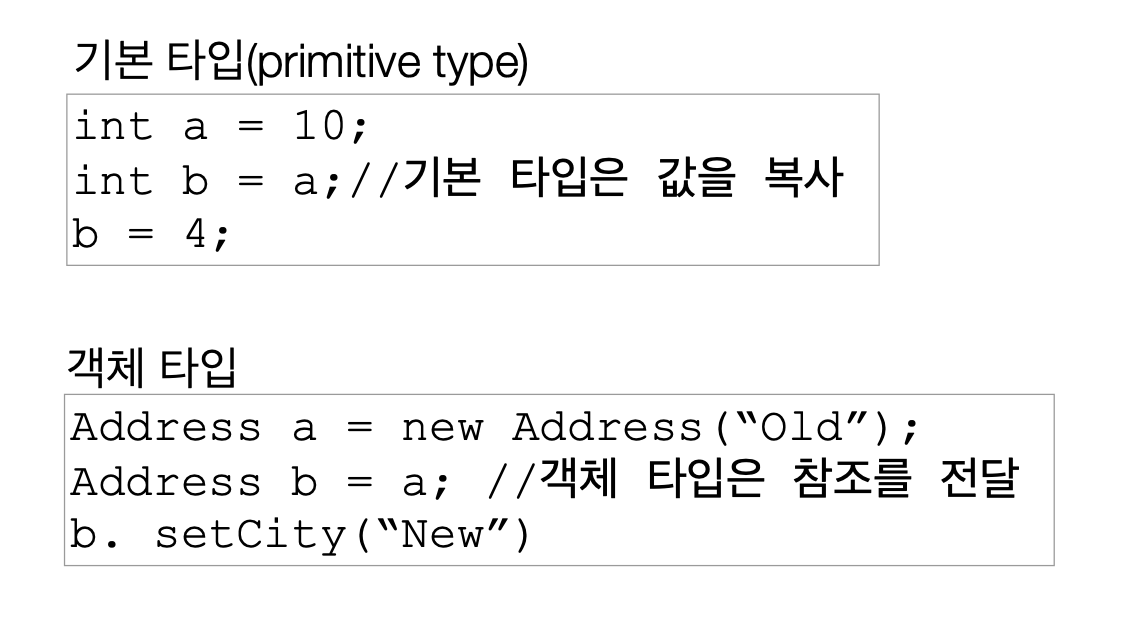 기본 타입(primitive type)
int a = 10;
int b = a;//기본 타입은 값을 복사
b = 4;
객체 타입
Address a = new Address(“Old”);
Address b = a; //객체 타입은 참조를 전달
b. setCity(“New”)